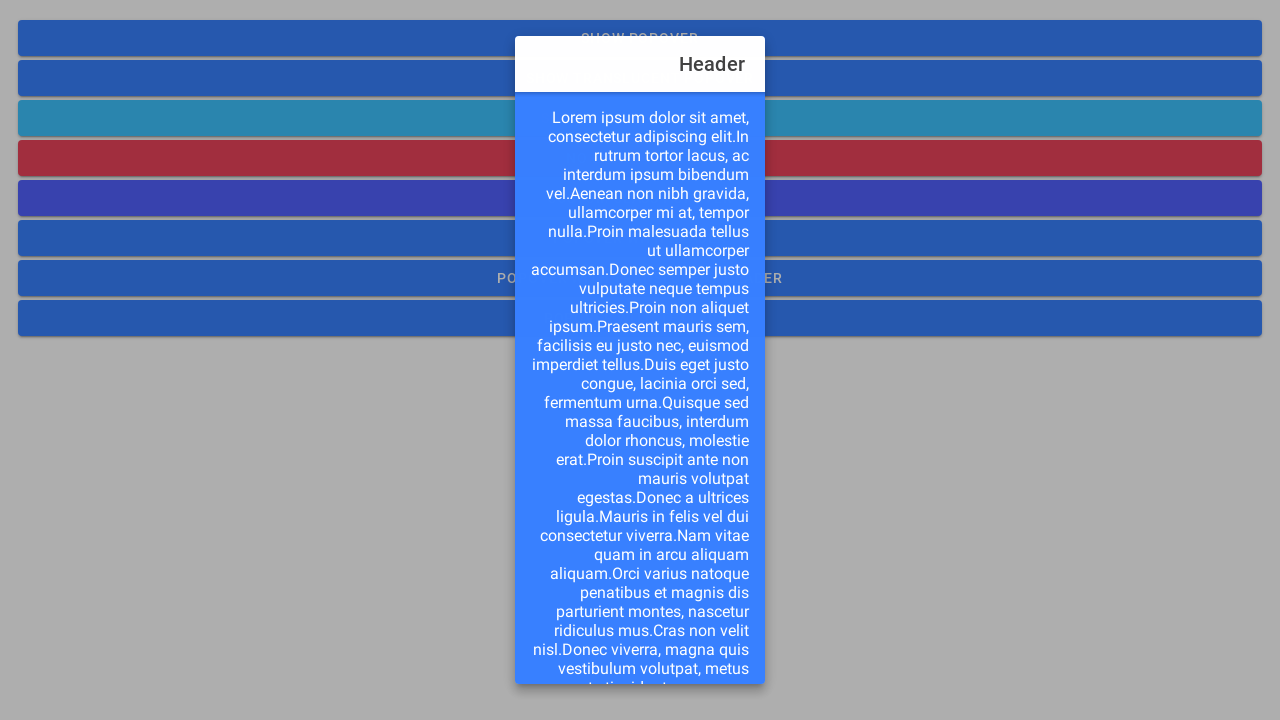 Header
Lorem ipsum dolor sit amet,
consectetur adipiscing elit.In
rutrum tortor lacus, ac
interdum ipsum bibendum
vel.Aenean non nibh gravida,
ullamcorper mi at, tempor
nulla.Proin malesuada tellus
ut ullamcorper
accumsan.Donec semper justo
vulputate neque tempus
ultricies.Proin non aliquet
ipsum.Praesent mauris sem,
facilisis eu justo nec, euismod
imperdiet tellus.Duis eget justo
congue, lacinia orci sed,
fermentum urna.Quisque sed
massa faucibus, interdum
dolor rhoncus, molestie
erat.Proin suscipit ante non
mauris volutpat
egestas.Donec a ultrices
ligula.Mauris in felis vel dui
consectetur viverra.Nam vitae
quam in arcu aliquam
aliquam.Orci varius natoque
penatibus et magnis dis
parturient montes, nascetur
ridiculus mus.Cras non velit
nisl.Donec viverra, magna quis
vestibulum volutpat, metus